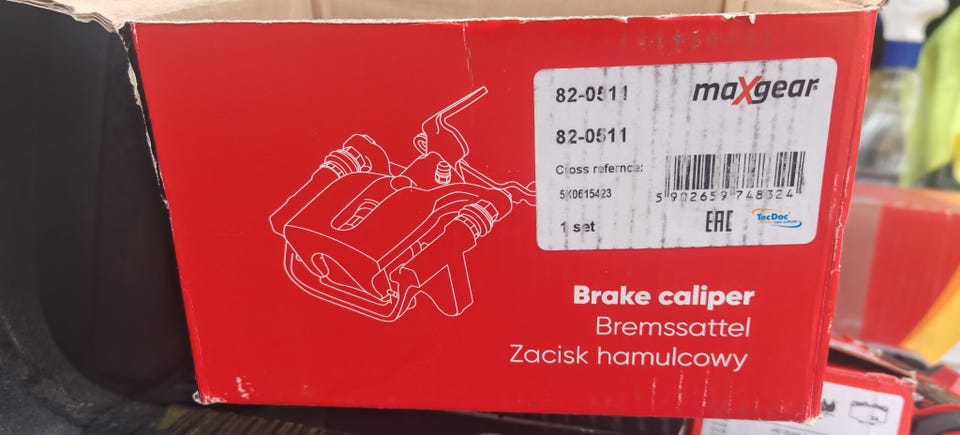 82-0511
maXgear
82-0511
Cross refernce:
5K0615423
5 902659 748324
1 set
EAC
TecDoc
Brake caliper
Bremssattel
Zacisk hamulcowy